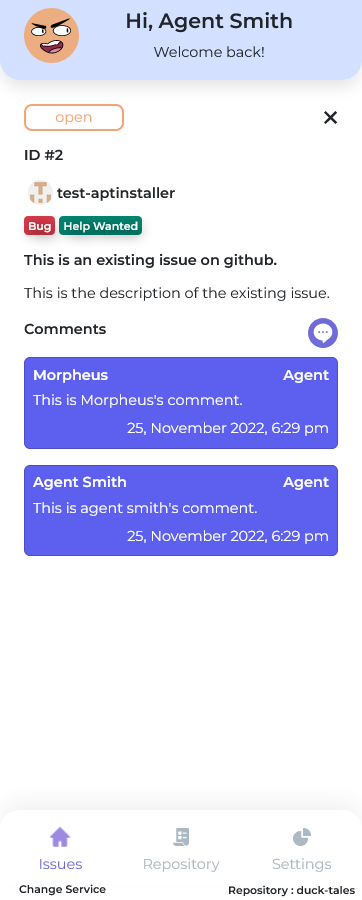 Hi, Agent Smith
Welcome back!
open
ID #2
test-aptinstaller
Bug Help Wanted
This is an existing issue on github.
This is the description of the existing issue.
Comments
Morpheus Agent
This is Morpheus's comment.
25, November 2022, 6:29 pm
Agent Smith Agent
This is agent smith's comment.
25, November 2022, 6:29 pm
Issues Repository Settings
Change Service Repository : duck-tales